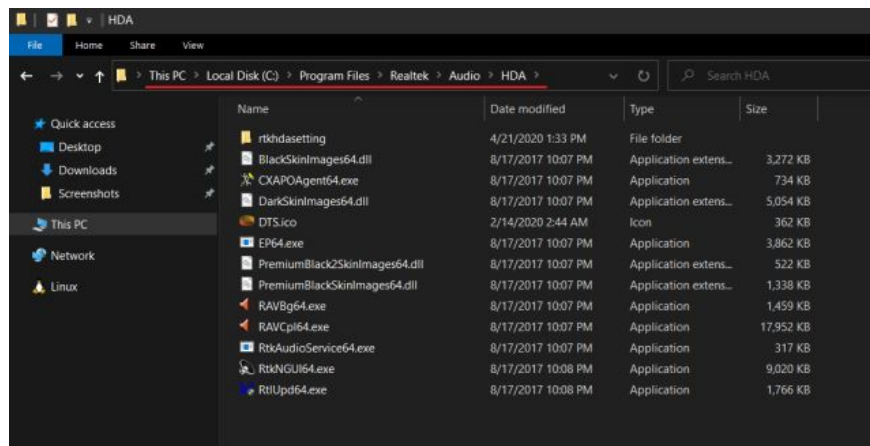 HDA
File Home Share View
This PC > Local Disk (C:) > Program Files > Realtek > Audio > HDA >
Search HDA
Name Date modified Type Size
Quick access
Desktop
Downloads
Screenshots
This PC
Network
Linux
rtkhdasetting 4/21/2020 1:33 PM File folder
BlackSkinImages64.dll 8/17/2017 10:07 PM Application extens... 3,272 KB
CXAPOAgent64.exe 8/17/2017 10:07 PM Application 734 KB
DarkSkinImages64.dll 8/17/2017 10:07 PM Application extens... 5,054 KB
DTS.ico 2/14/2020 2:44 AM Icon 362 KB
EP64.exe 8/17/2017 10:07 PM Application 3,862 KB
PremiumBlack2SkinImages64.dll 8/17/2017 10:07 PM Application extens... 522 KB
PremiumBlackSkinImages64.dll 8/17/2017 10:07 PM Application extens... 1,338 KB
RAVBg64.exe 8/17/2017 10:07 PM Application 1,459 KB
RAVCpl64.exe 8/17/2017 10:07 PM Application 17,952 KB
RtkAudioService64.exe 8/17/2017 10:07 PM Application 317 KB
RtkNGUI64.exe 8/17/2017 10:08 PM Application 9,020 KB
RtlUpd64.exe 8/17/2017 10:08 PM Application 1,766 KB